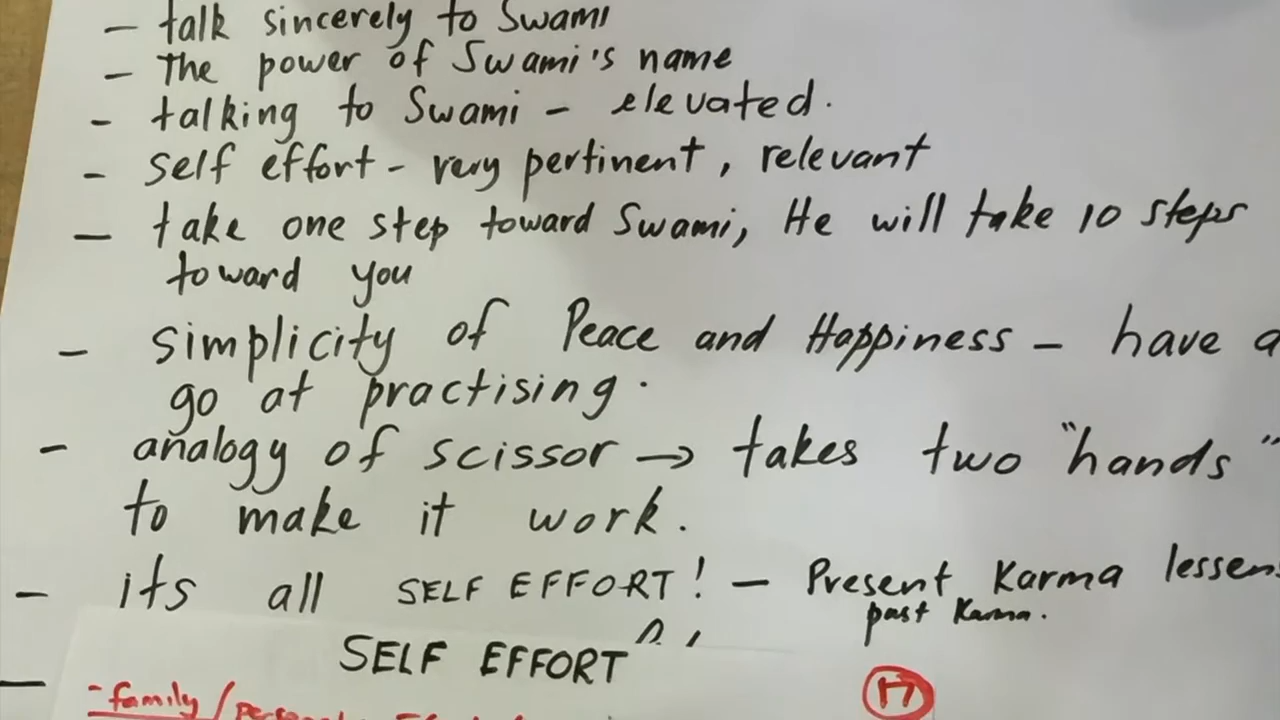 - talk sincerely to Swami
- The power of Swami's name
- talking to Swami - elevated.
- self effort - very pertinent, relevant
- take one step toward Swami, He will take 10 steps
toward you
- simplicity of Peace and Happiness - have a
go at practising.
- analogy of scissor → takes two "hands"
to make it work.
- its all SELF EFFORT! - Present Karma lessens
past Karma.
SELF EFFORT
- family/
17